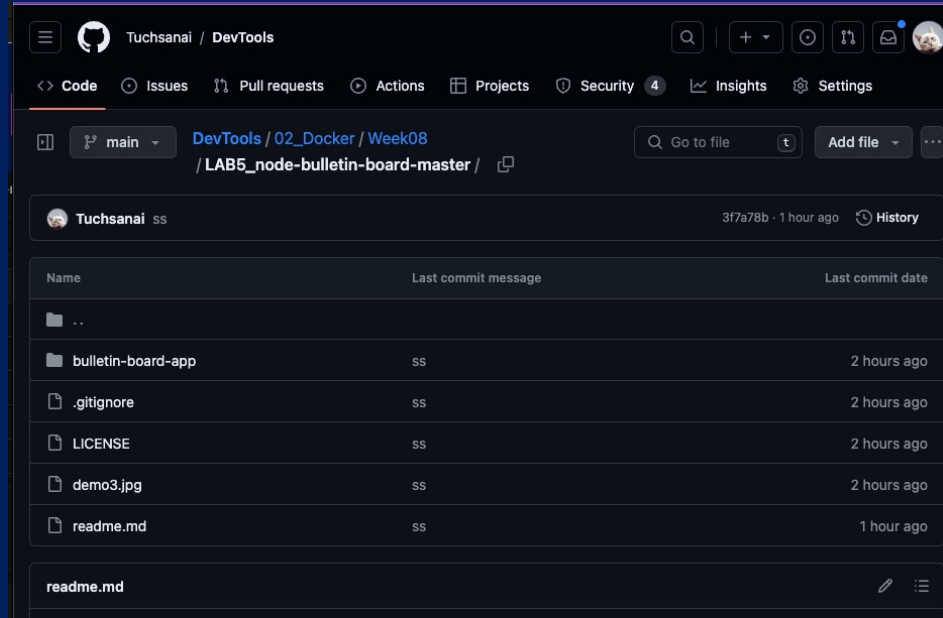 Tuchsanai / DevTools
Code Issues Pull requests Actions Projects Security 4 Insights Settings
main DevTools / 02_Docker / Week08 Go to file t Add file
/ LAB5_node-bulletin-board-master /
Tuchsanai ss 3f7a78b · 1 hour ago History
Name Last commit message Last commit date
..
bulletin-board-app ss 2 hours ago
.gitignore ss 2 hours ago
LICENSE ss 2 hours ago
demo3.jpg ss 2 hours ago
readme.md ss 1 hour ago
readme.md